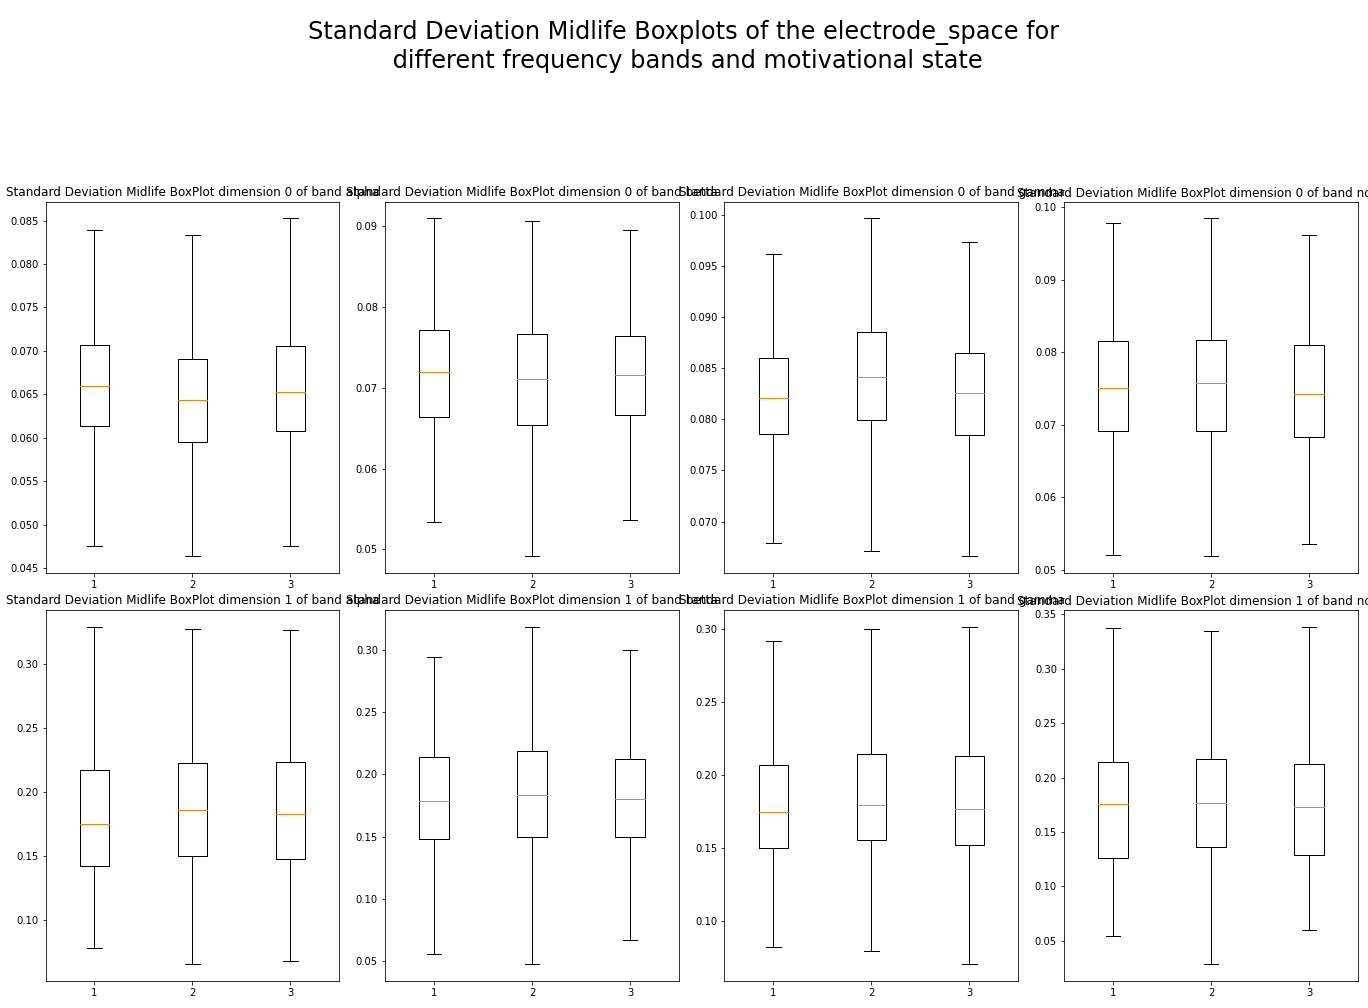 Standard Deviation Midlife Boxplots of the electrode_space for
different frequency bands and motivational state
Standard Deviation Midlife BoxPlot dimension 0 of band alpha
Standard Deviation Midlife BoxPlot dimension 0 of band beta
Standard Deviation Midlife BoxPlot dimension 0 of band gamma
Standard Deviation Midlife BoxPlot dimension 0 of band no
0.085
0.080
0.075
0.070
0.065
0.060
0.055
0.050
0.045
1 2 3
0.09
0.08
0.07
0.06
0.05
1 2 3
0.100
0.095
0.090
0.085
0.080
0.075
0.070
1 2 3
0.10
0.09
0.08
0.07
0.06
0.05
1 2 3
Standard Deviation Midlife BoxPlot dimension 1 of band alpha
Standard Deviation Midlife BoxPlot dimension 1 of band beta
Standard Deviation Midlife BoxPlot dimension 1 of band gamma
Standard Deviation Midlife BoxPlot dimension 1 of band no
0.30
0.25
0.20
0.15
0.10
1 2 3
0.30
0.25
0.20
0.15
0.10
0.05
1 2 3
0.30
0.25
0.20
0.15
0.10
1 2 3
0.35
0.30
0.25
0.20
0.15
0.10
0.05
1 2 3